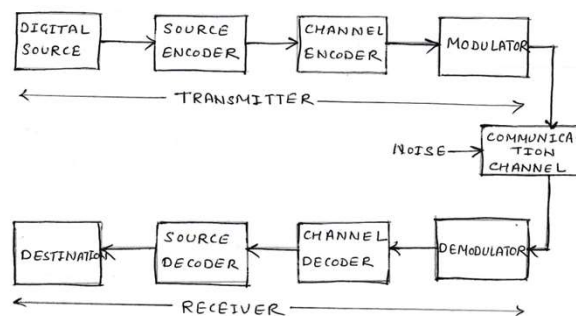 DIGITAL
SOURCE
SOURCE
ENCODER
CHANNEL
ENCODER
MODULATOR
TRANSMITTER
NOISE
COMMUNICA
TION
CHANNEL
DESTINATION
SOURCE
DECODER
CHANNEL
DECODER
DEMODULATOR
RECEIVER